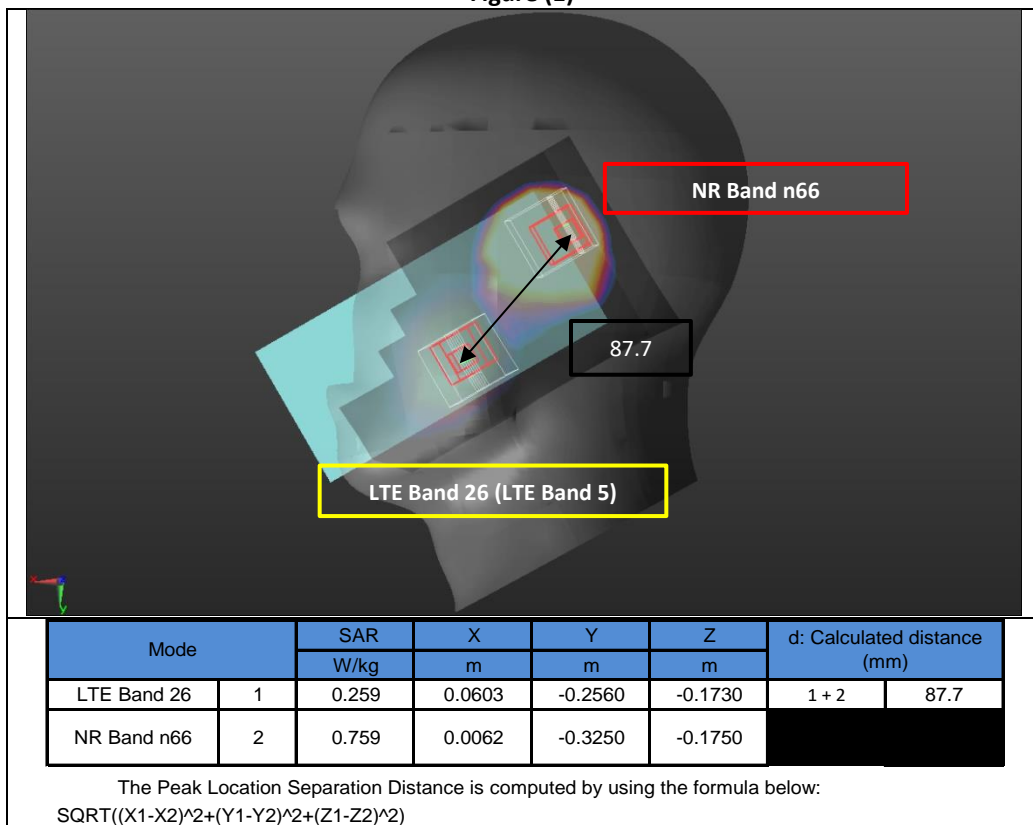 NR Band n66
87.7
LTE Band 26 (LTE Band 5)
x
y
Mode SAR X Y Z d: Calculated distance (mm)
W/kg m m m
LTE Band 26 1 0.259 0.0603 -0.2560 -0.1730 1 + 2 87.7
NR Band n66 2 0.759 0.0062 -0.3250 -0.1750
The Peak Location Separation Distance is computed by using the formula below:
SQRT((X1-X2)^2+(Y1-Y2)^2+(Z1-Z2)^2)